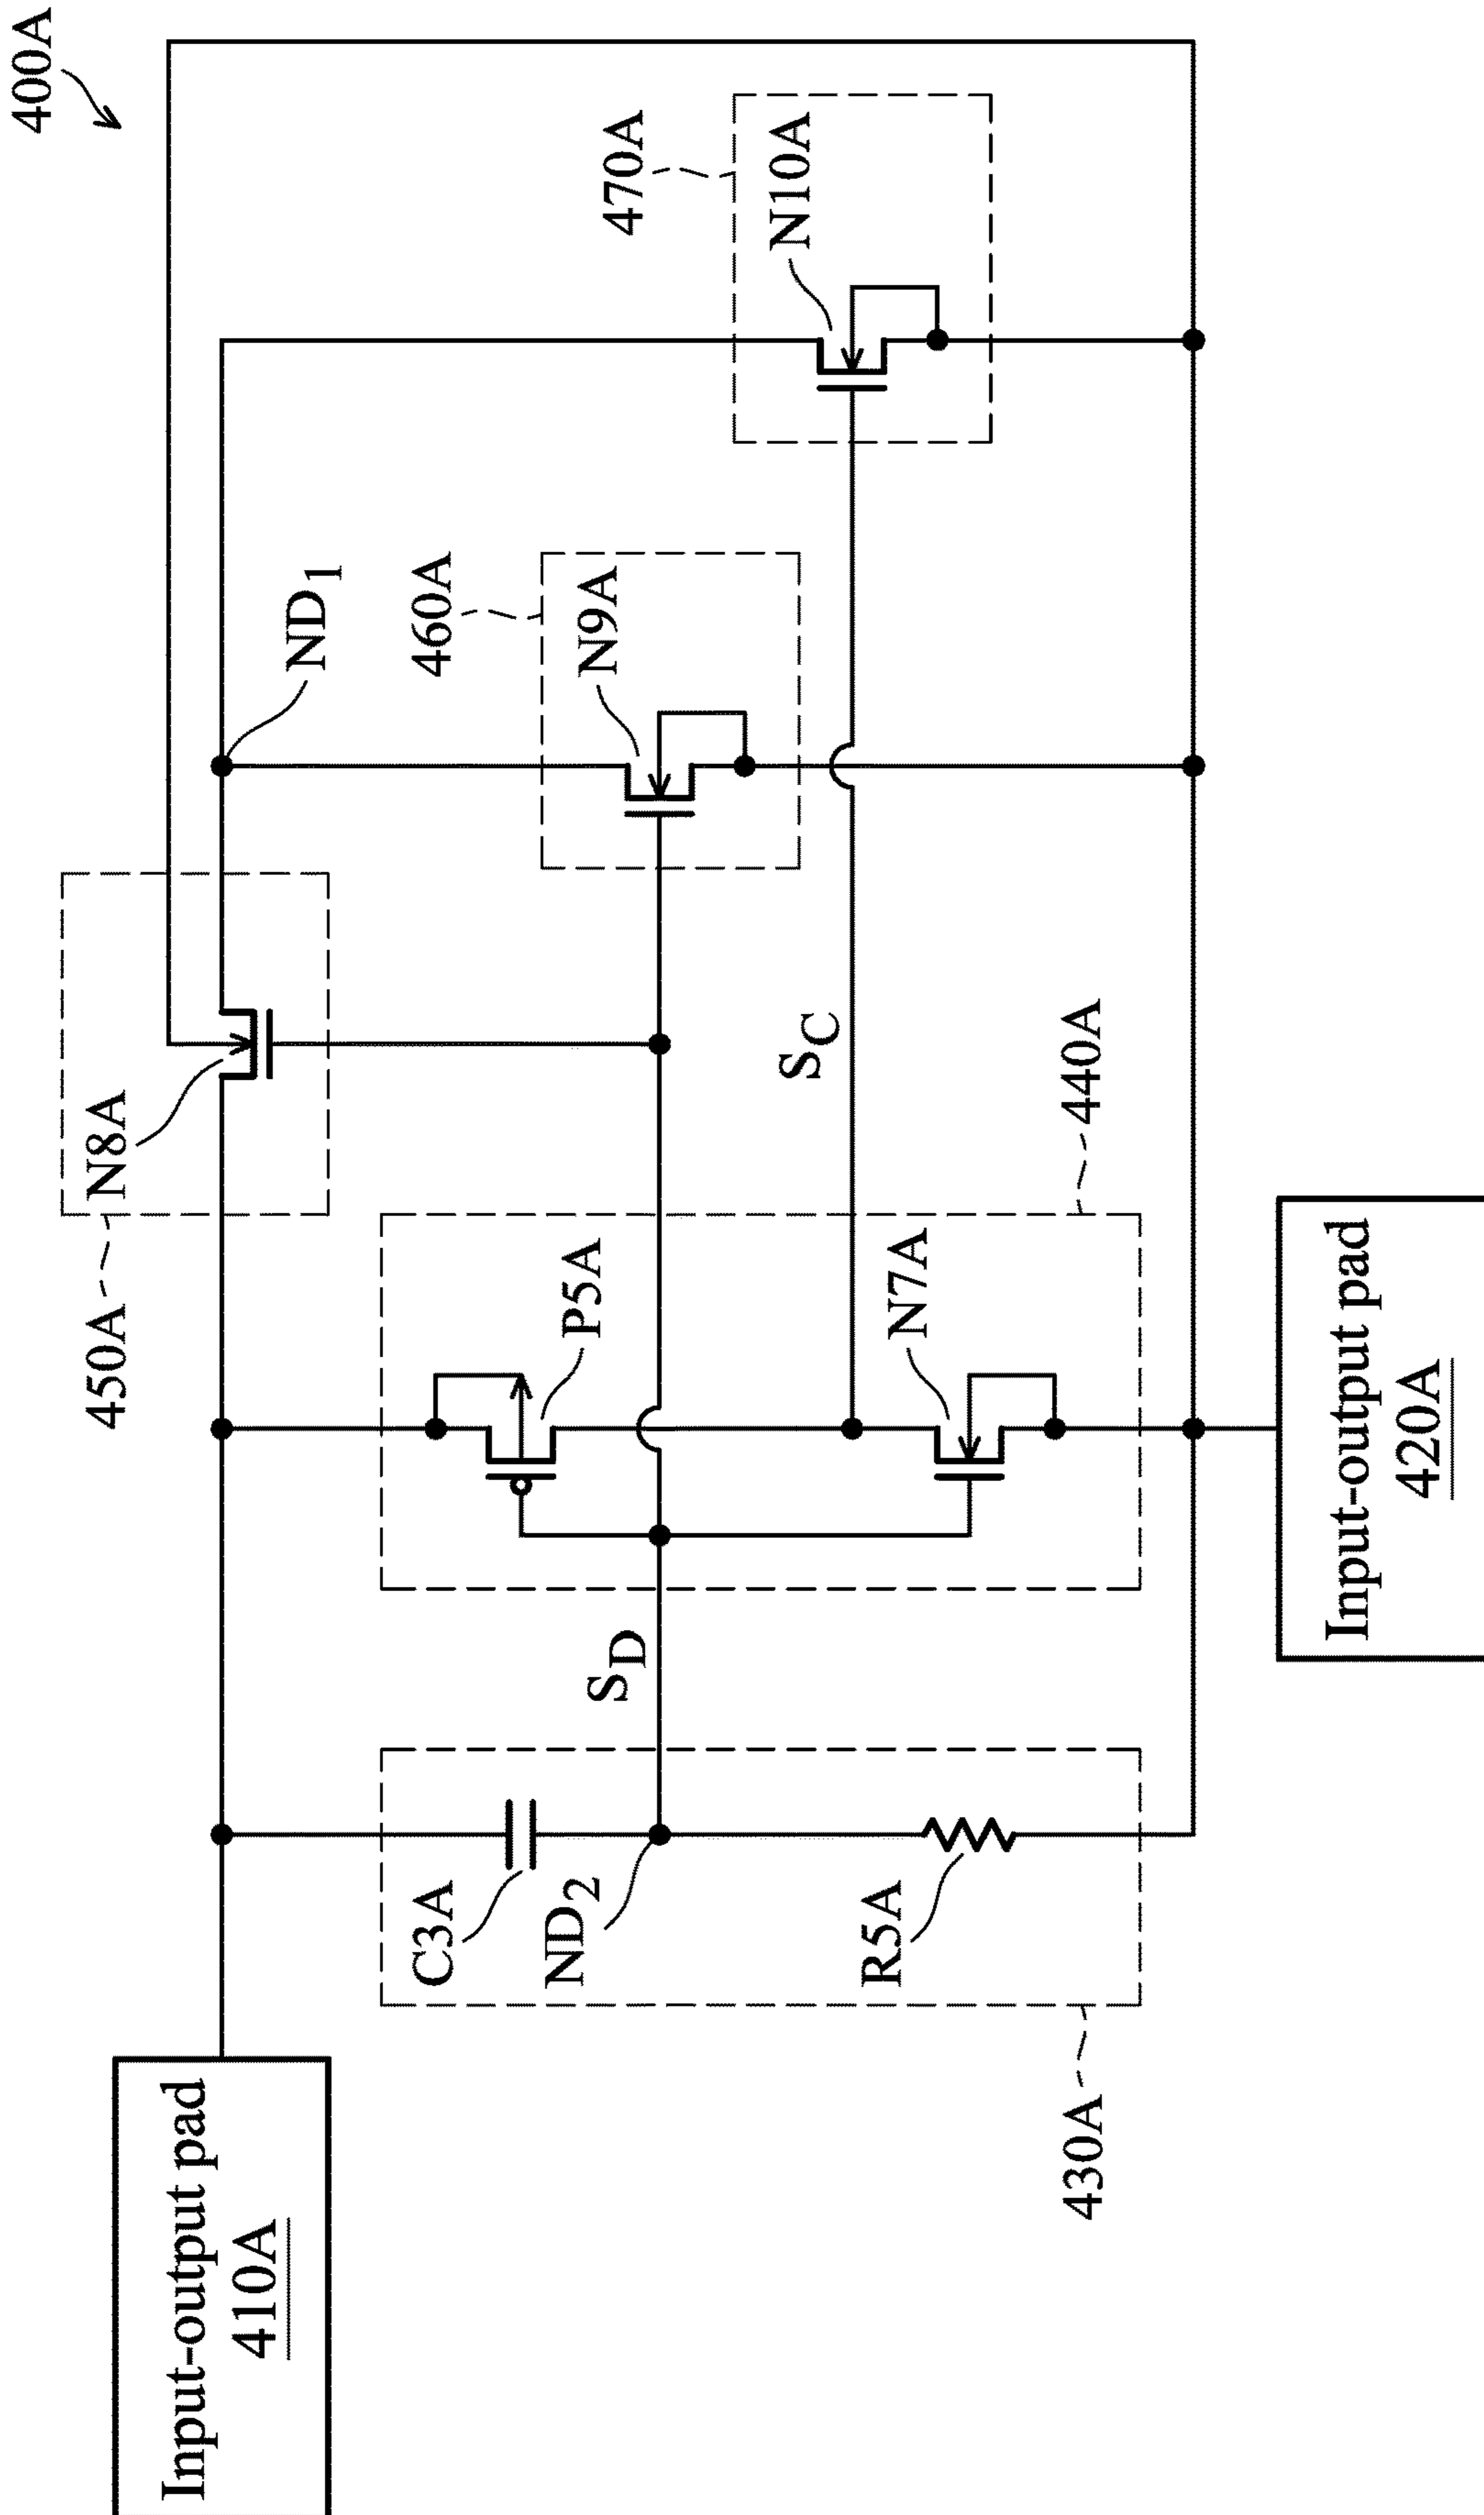 400A
Input-output pad
410A
450A
N8A
ND1
470A
N10A
460A
N9A
C3A
ND2
R5A
430A
SD
P5A
N7A
440A
SC
Input-output pad
420A